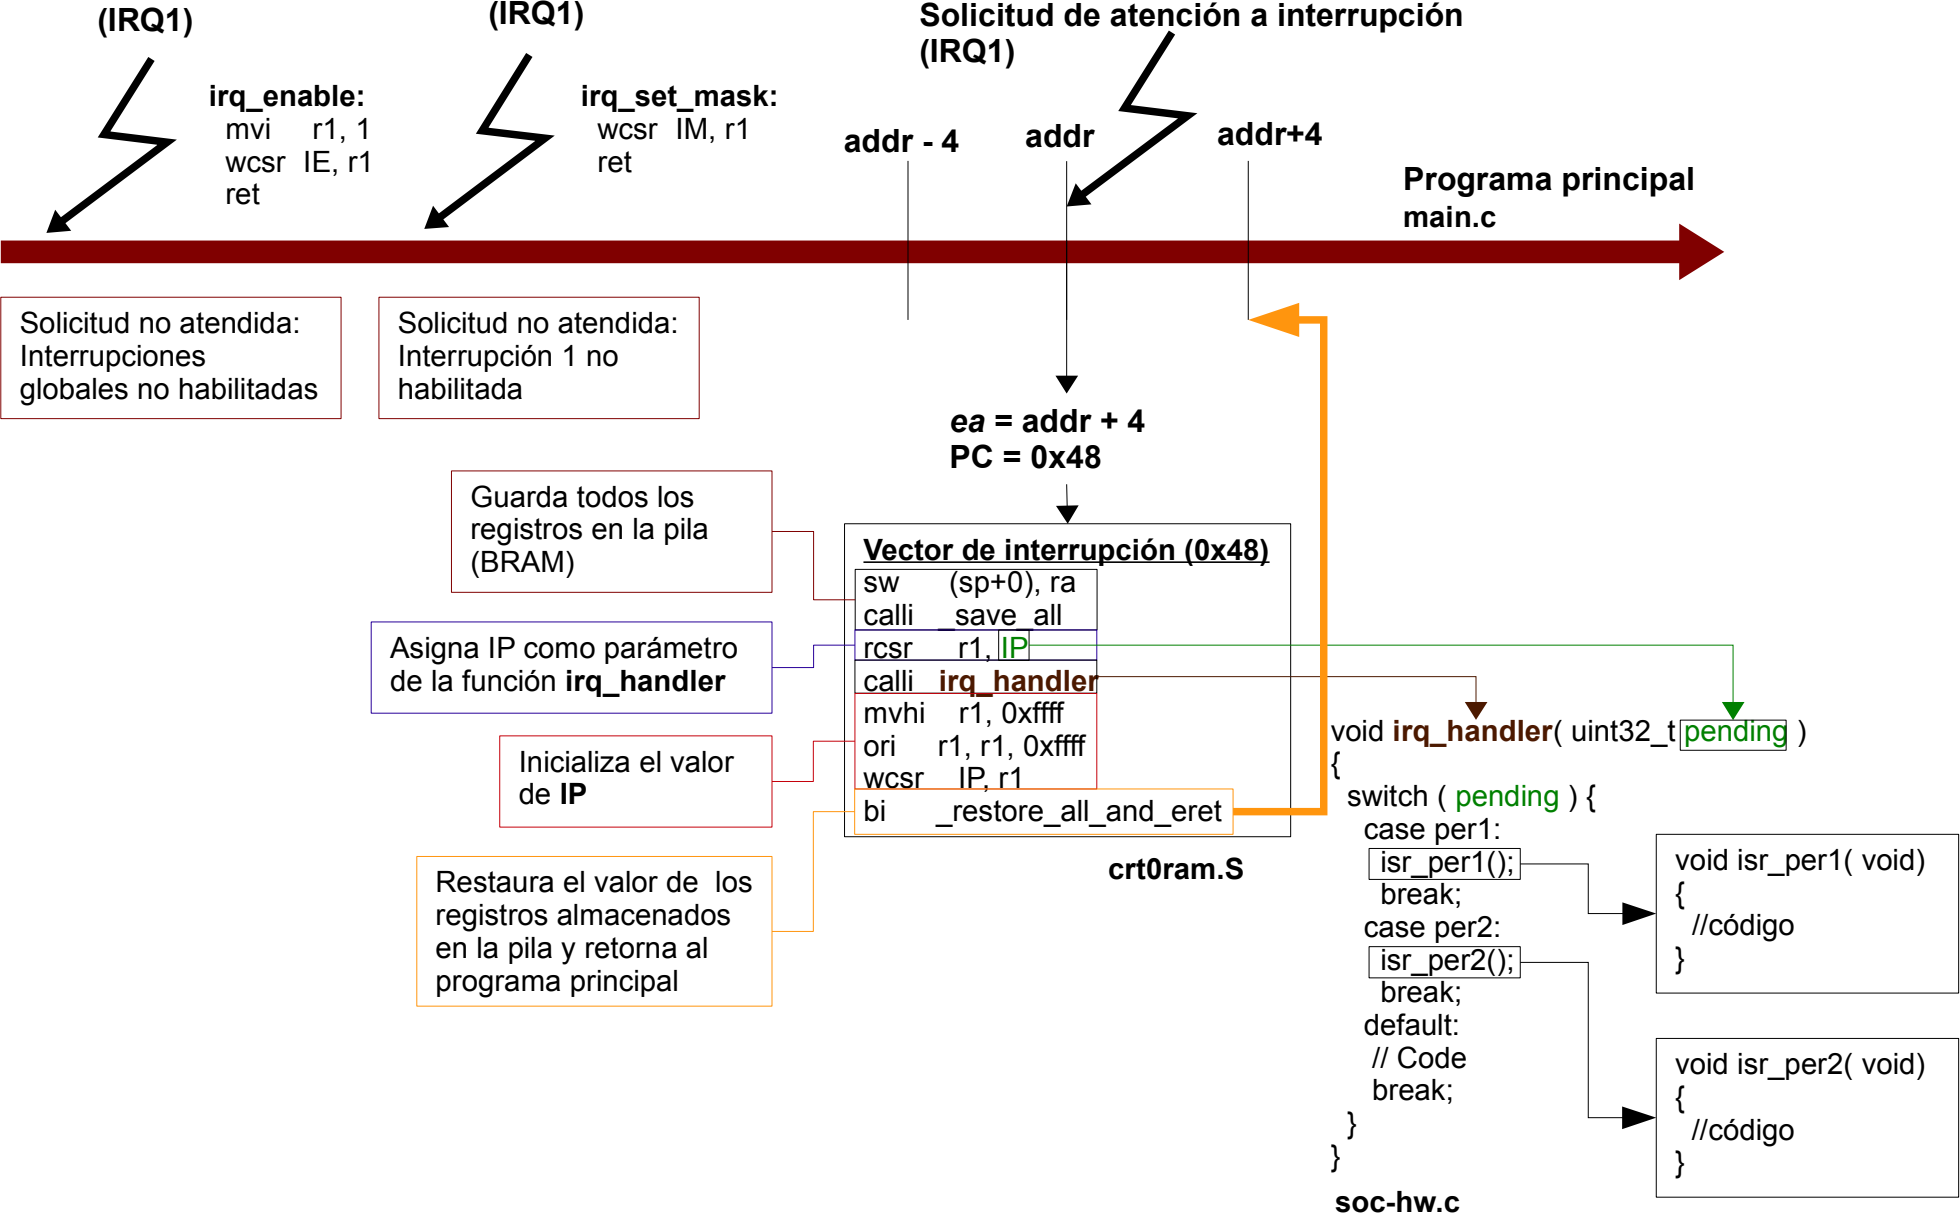 (IRQ1)
(IRQ1)
Solicitud de atención a interrupción
(IRQ1)
irq_enable:
mvi r1, 1
wcsr IE, r1
ret
irq_set_mask:
wcsr IM, r1
ret
addr - 4
addr
addr+4
Programa principal
main.c
Solicitud no atendida:
Interrupciones
globales no habilitadas
Solicitud no atendida:
Interrupción 1 no
habilitada
ea = addr + 4
PC = 0x48
Guarda todos los
registros en la pila
(BRAM)
Asigna IP como parámetro
de la función irq_handler
Inicializa el valor
de IP
Restaura el valor de los
registros almacenados
en la pila y retorna al
programa principal
Vector de interrupción (0x48)
sw (sp+0), ra
calli _save_all
rcsr r1, IP
calli irq_handler
mvhi r1, 0xffff
ori r1, r1, 0xffff
wcsr IP, r1
bi _restore_all_and_eret
crt0ram.S
void irq_handler( uint32_t pending )
{
switch ( pending ) {
case per1:
isr_per1();
break;
case per2:
isr_per2();
break;
default:
// Code
break;
}
}
soc-hw.c
void isr_per1( void)
{
//código
}
void isr_per2( void)
{
//código
}